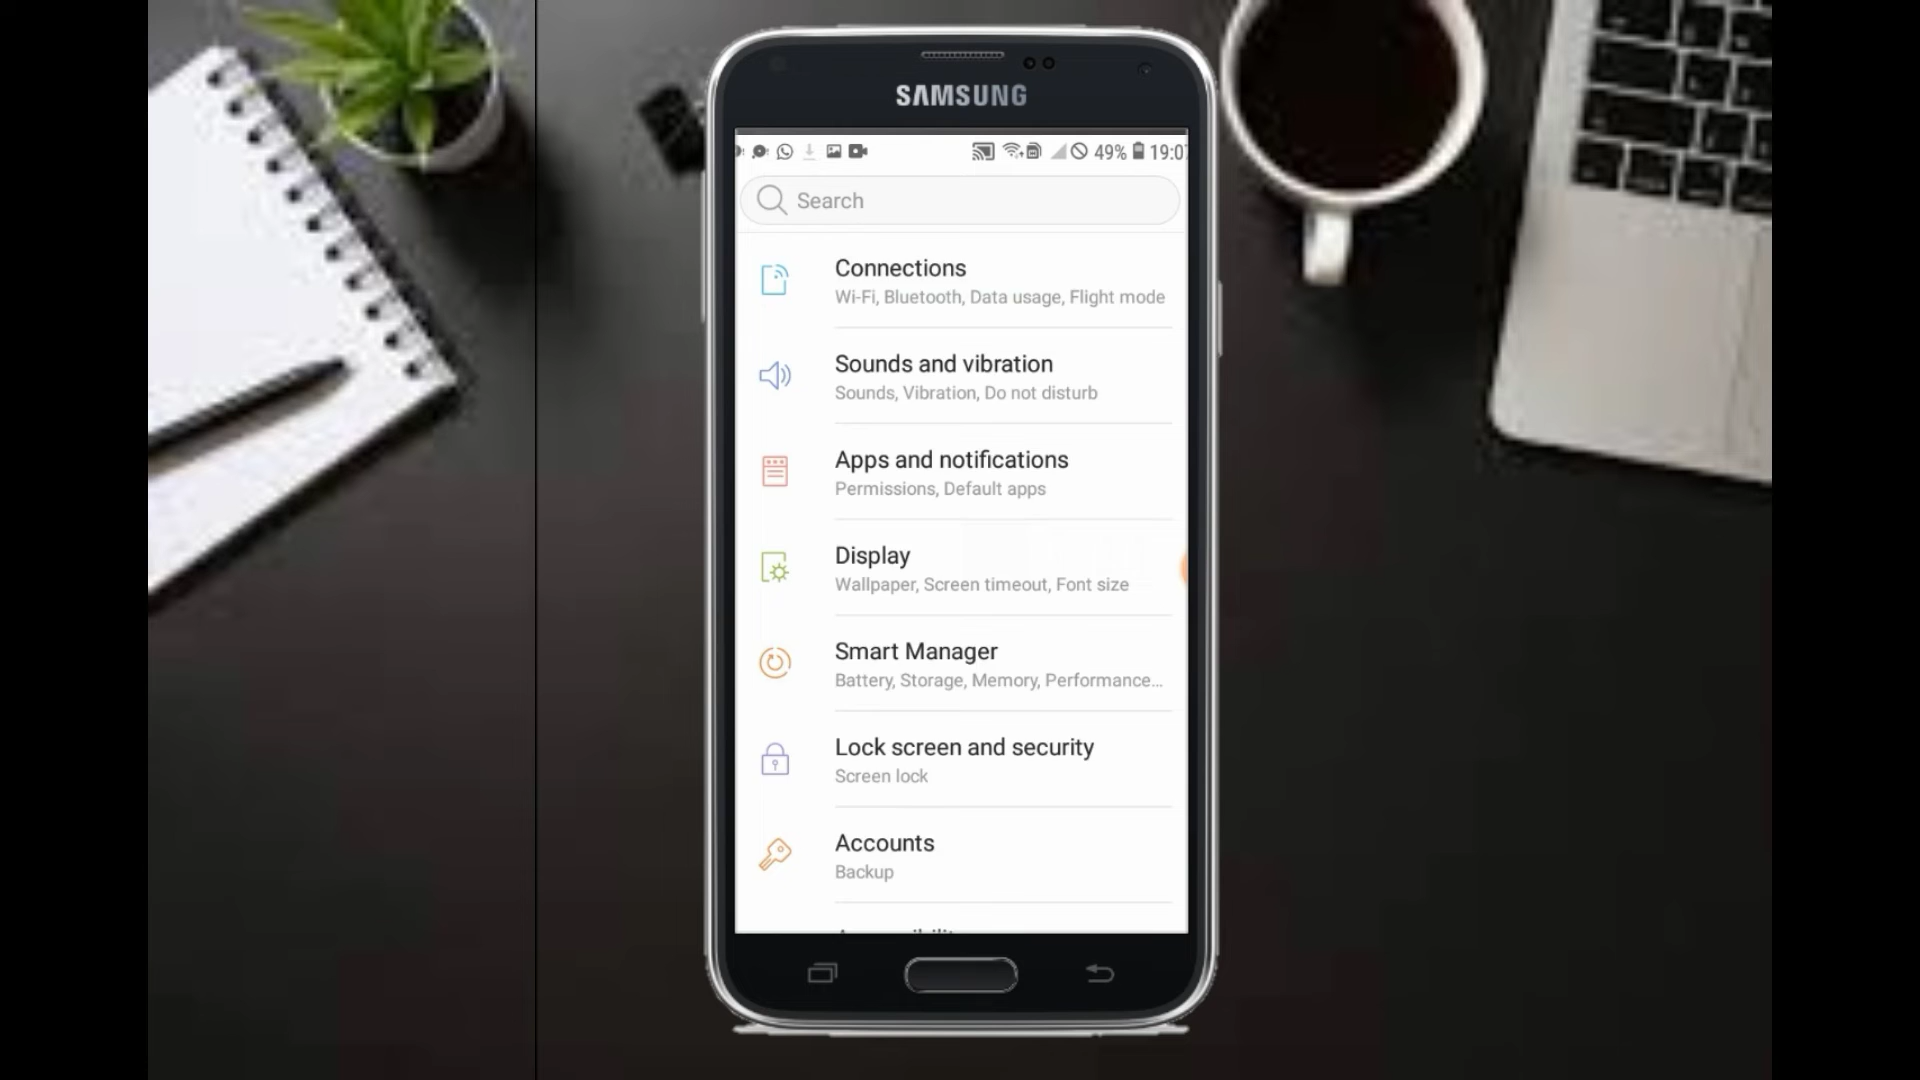 SAMSUNG
49% 19:07
Search
Connections
Wi-Fi, Bluetooth, Data usage, Flight mode
Sounds and vibration
Sounds, Vibration, Do not disturb
Apps and notifications
Permissions, Default apps
Display
Wallpaper, Screen timeout, Font size
Smart Manager
Battery, Storage, Memory, Performance...
Lock screen and security
Screen lock
Accounts
Backup